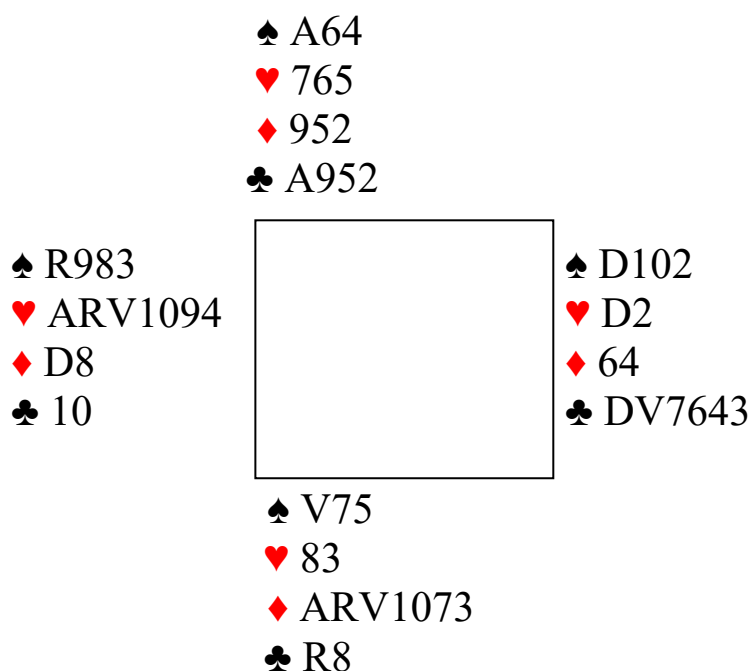 ♠ A64
♥ 765
♦ 952
♣ A952
♠ R983
♥ ARV1094
♦ D8
♣ 10
♠ D102
♥ D2
♦ 64
♣ DV7643
♠ V75
♥ 83
♦ ARV1073
♣ R8